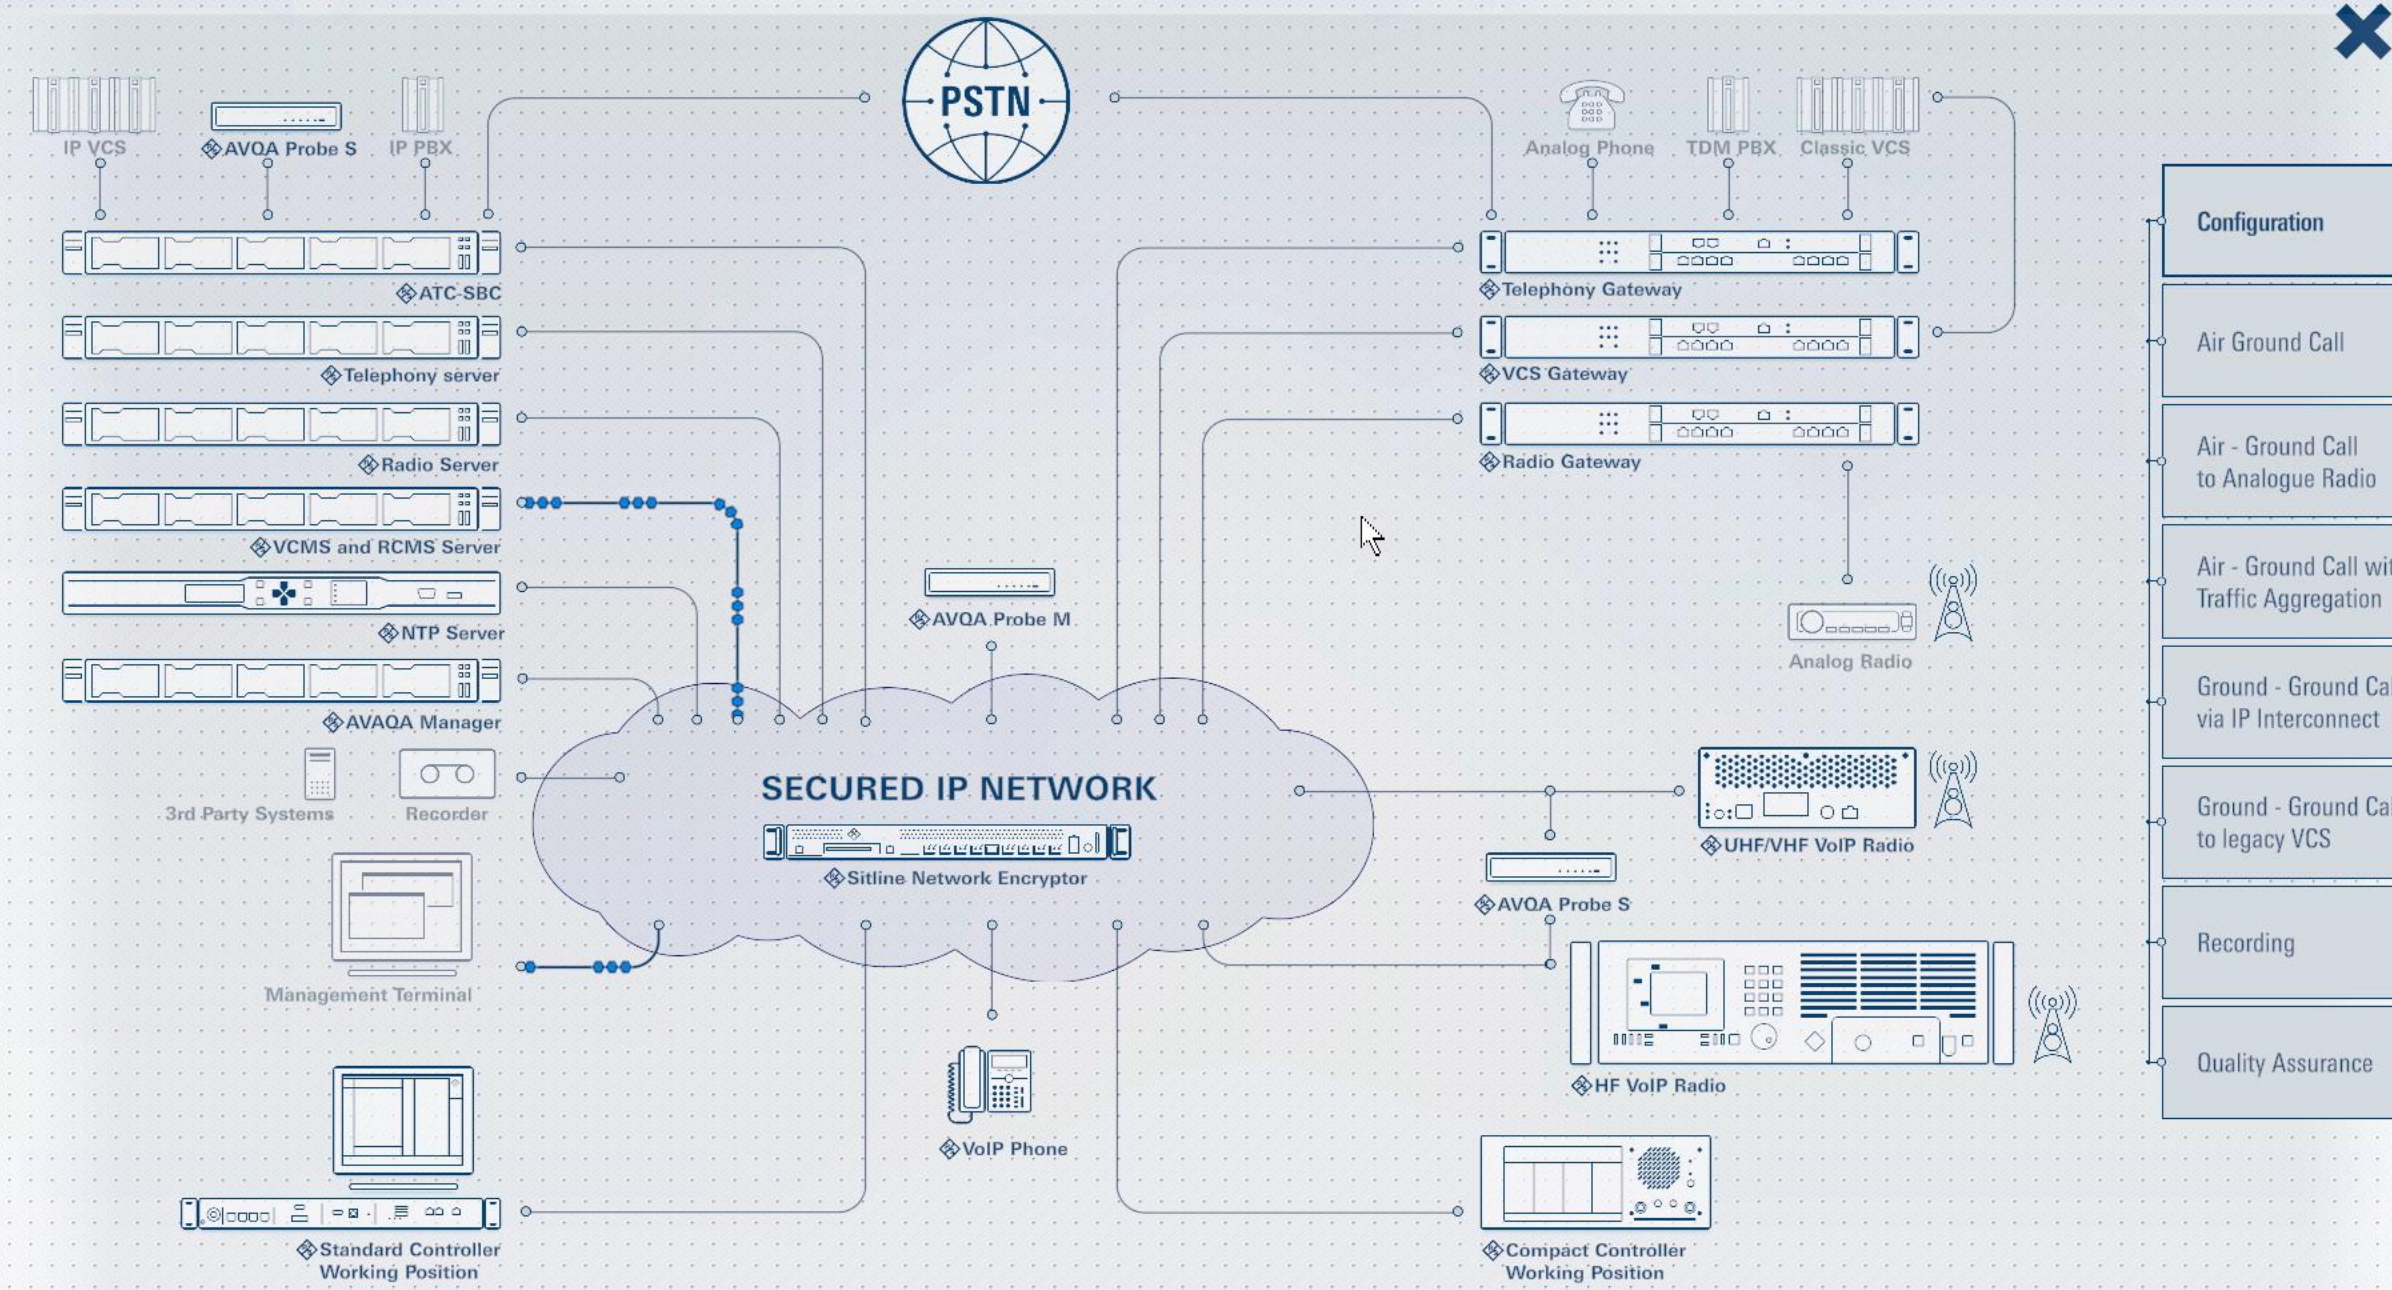 PSTN
IP VCS
AVQA Probe S
IP PBX
Analog Phone
TDM PBX
Classic VCS
ATC-SBC
Telephony server
Radio Server
VCMS and RCMS Server
NTP Server
AVAQA Manager
3rd Party Systems
Recorder
Management Terminal
Standard Controller
Working Position
AVQA Probe M
SECURED IP NETWORK
Sitline Network Encryptor
VoIP Phone
Telephony Gateway
VCS Gateway
Radio Gateway
Analog Radio
UHF/VHF VoIP Radio
AVQA Probe S
HF VoIP Radio
Compact Controller
Working Position
Configuration
Air Ground Call
Air - Ground Call
to Analogue Radio
Air - Ground Call wit
Traffic Aggregation
Ground - Ground Cal
via IP Interconnect
Ground - Ground Cal
to legacy VCS
Recording
Quality Assurance